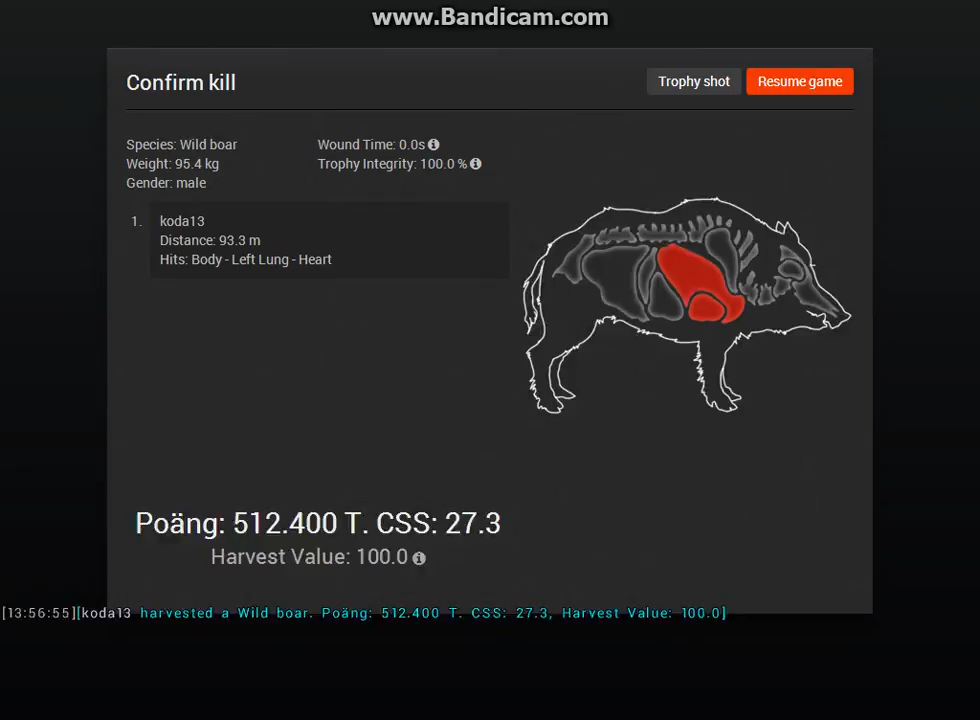 www.Bandicam.com
Confirm kill
Trophy shot
Resume game
Species: Wild boar
Weight: 95.4 kg
Gender: male
Wound Time: 0.0s
Trophy Integrity: 100.0 %
1.
koda13
Distance: 93.3 m
Hits: Body - Left Lung - Heart
Poäng: 512.400 T. CSS: 27.3
Harvest Value: 100.0
[13:56:55][koda13 harvested a Wild boar. Poäng: 512.400 T. CSS: 27.3, Harvest Value: 100.0]